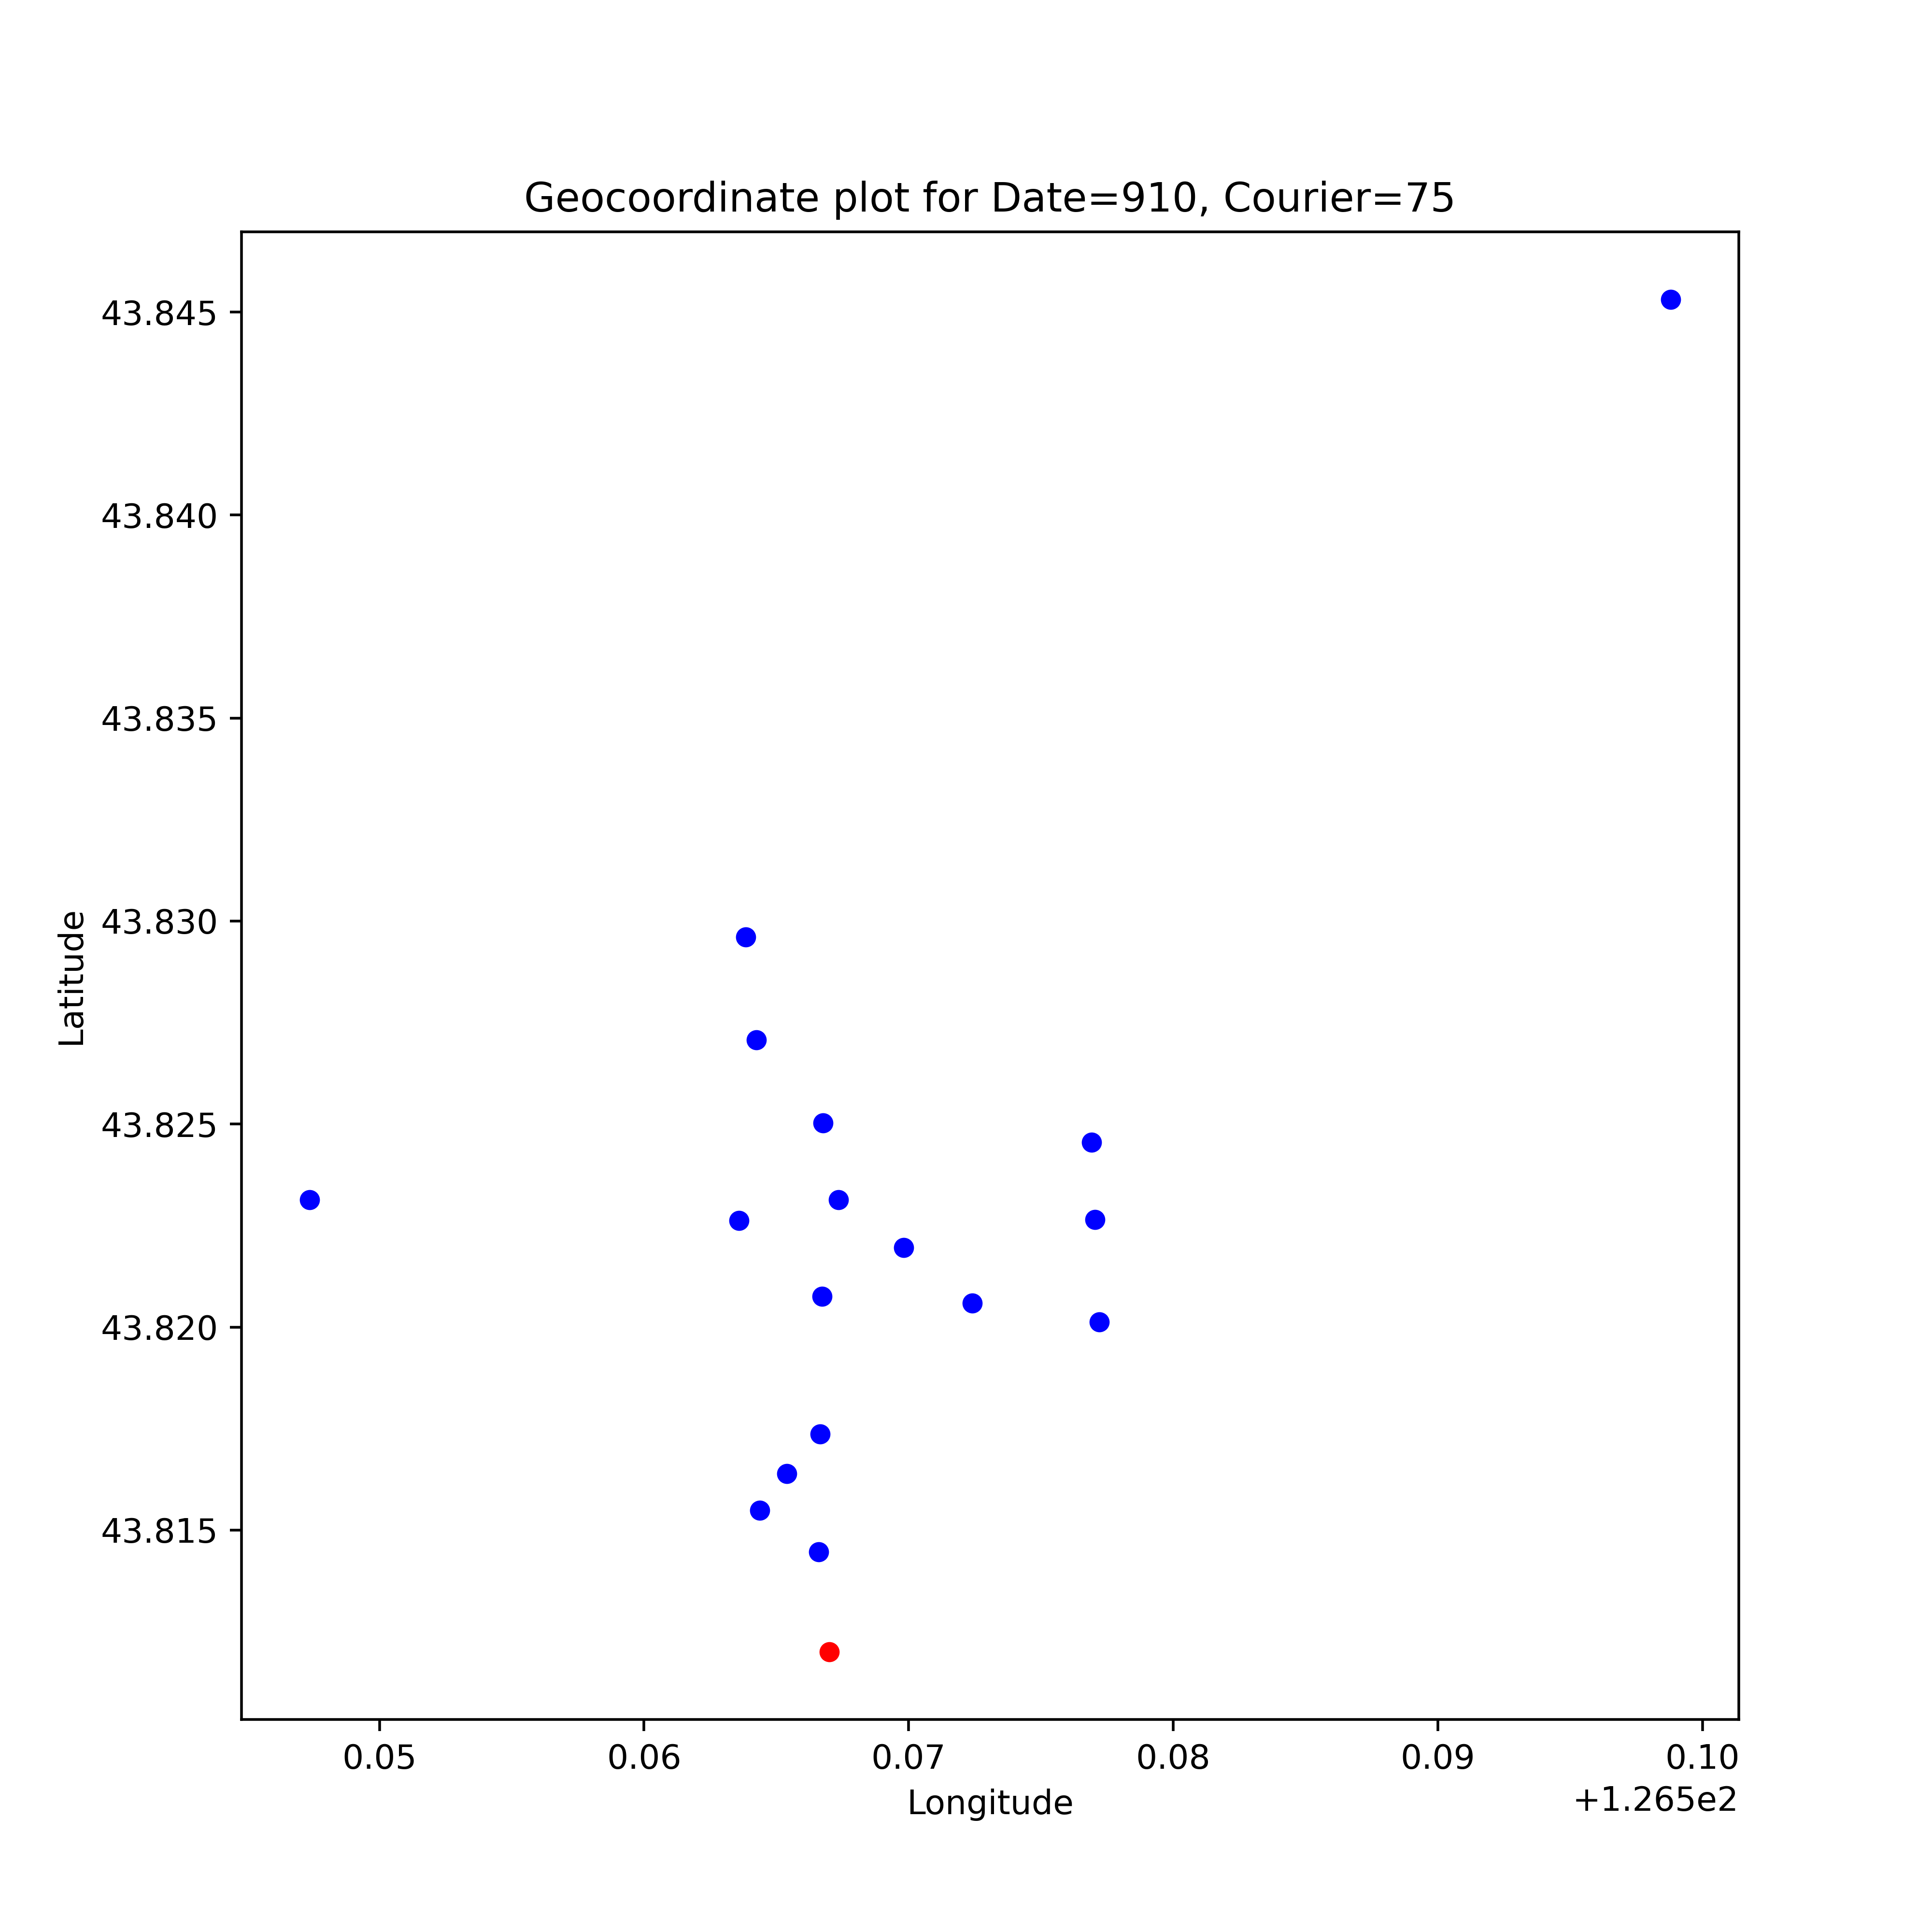 Geocoordinate plot for Date=910, Courier=75
43.845
43.840
43.835
43.830
43.825
43.820
43.815
Latitude
0.05 0.06 0.07 0.08 0.09 0.10
Longitude
+1.265e2